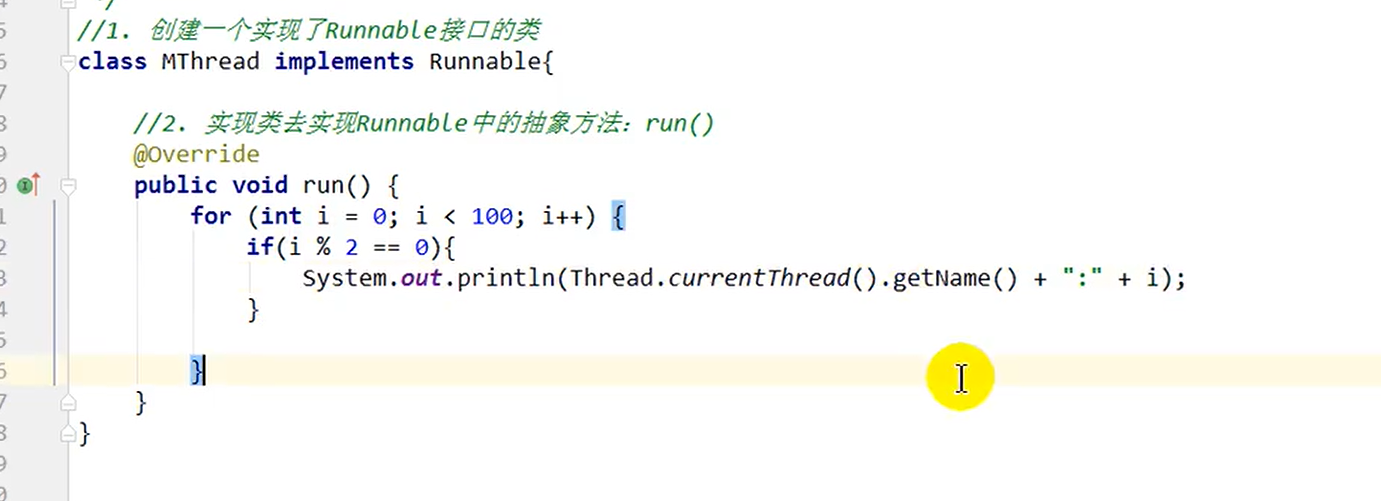 */
//1. 创建一个实现了Runnable接口的类
class MThread implements Runnable{
//2. 实现类去实现Runnable中的抽象方法：run()
@Override
public void run() {
for (int i = 0; i < 100; i++) {
if(i % 2 == 0){
System.out.println(Thread.currentThread().getName() + ":" + i);
}
}
}
}